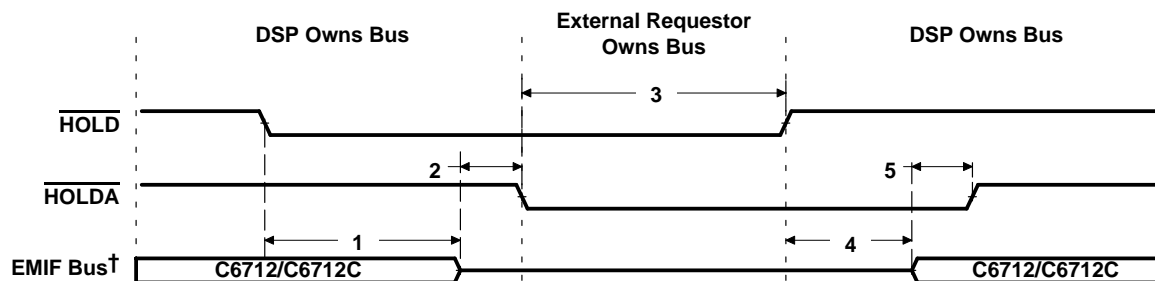 DSP Owns Bus
External Requestor
Owns Bus
DSP Owns Bus
3
HOLD
2
5
HOLDA
1
4
EMIF Bus†
C6712/C6712C
C6712/C6712C